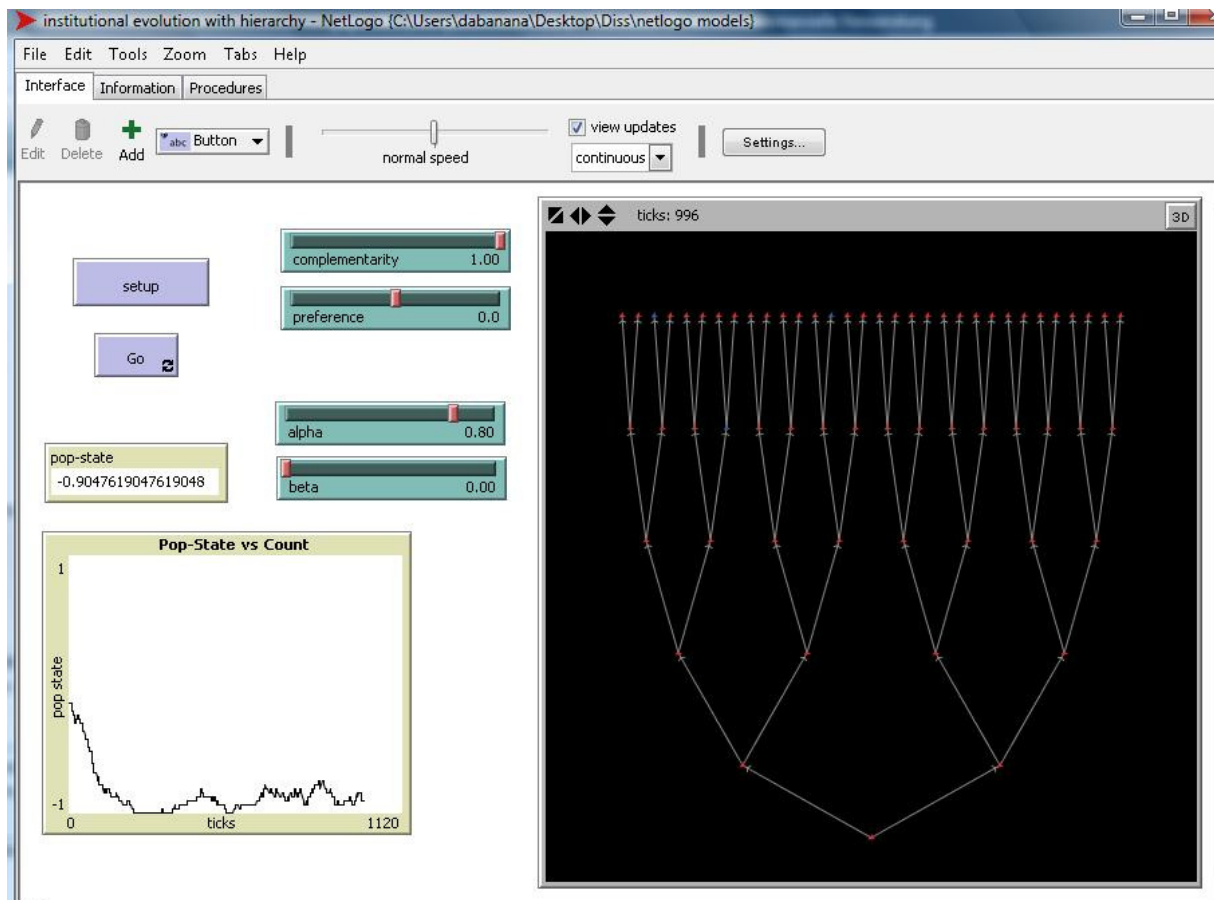 institutional evolution with hierarchy - NetLogo {C:\Users\dabanana\Desktop\Diss\netlogo models}
File Edit Tools Zoom Tabs Help
Interface Information Procedures
Edit Delete Add abc Button normal speed view updates continuous Settings...
ticks: 996 3D
complementarity 1.00
setup
preference 0.0
Go
alpha 0.80
pop-state
-0.9047619047619048
beta 0.00
Pop-State vs Count
1
pop state
-1
0 ticks 1120